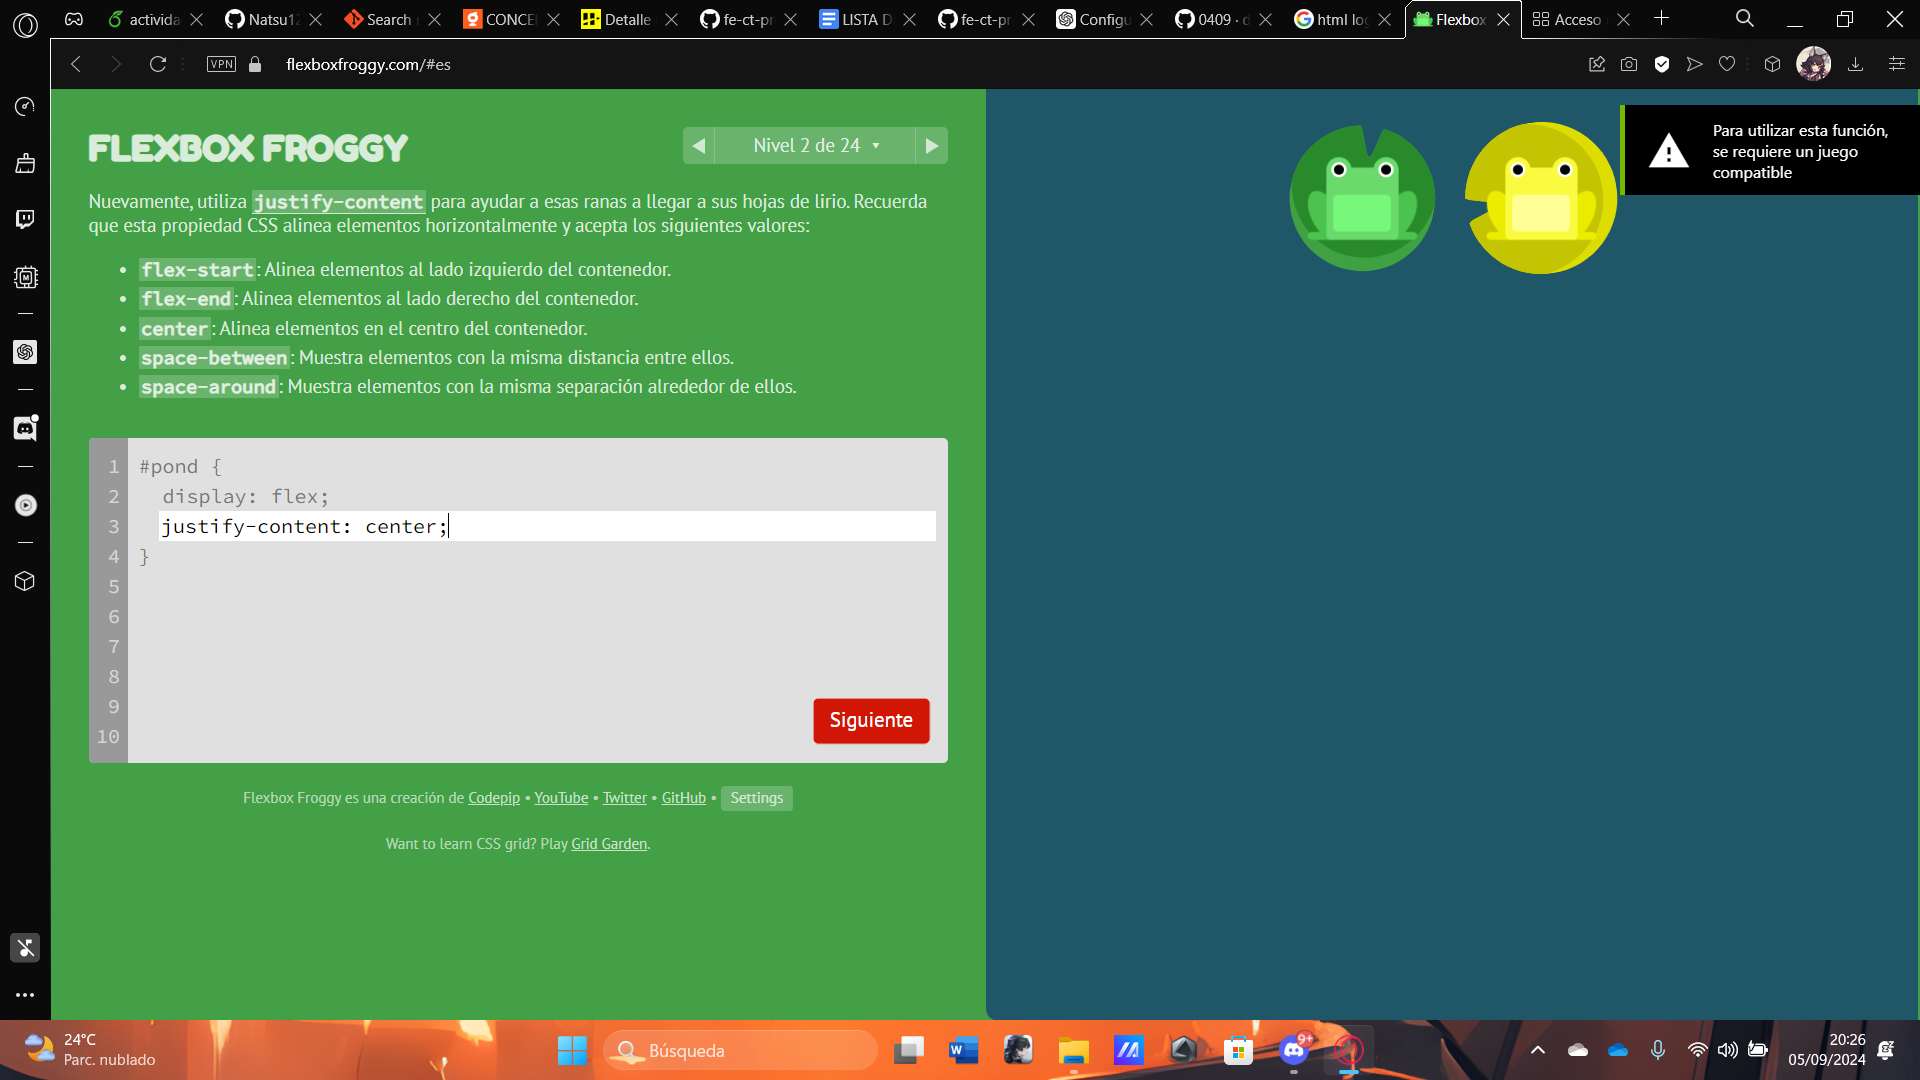 activida
Natsu12
Search
CONCE
Detalle
fe-ct-pr
LISTA D
fe-ct-pr
Configu
0409 · d
html log
Flexbox
Acceso
VPN
flexboxfroggy.com/#es
Para utilizar esta función,
se requiere un juego
compatible
FLEXBOX FROGGY
Nivel 2 de 24
Nuevamente, utiliza justify-content para ayudar a esas ranas a llegar a sus hojas de lirio. Recuerda
que esta propiedad CSS alinea elementos horizontalmente y acepta los siguientes valores:
• flex-start: Alinea elementos al lado izquierdo del contenedor.
• flex-end: Alinea elementos al lado derecho del contenedor.
• center: Alinea elementos en el centro del contenedor.
• space-between: Muestra elementos con la misma distancia entre ellos.
• space-around: Muestra elementos con la misma separación alrededor de ellos.
1 #pond {
2 display: flex;
3 justify-content: center;
4 }
5
6
7
8
9
10
Siguiente
Flexbox Froggy es una creación de Codepip • YouTube • Twitter • GitHub • Settings
Want to learn CSS grid? Play Grid Garden.
24°C
Parc. nublado
Búsqueda
9+
20:26
05/09/2024